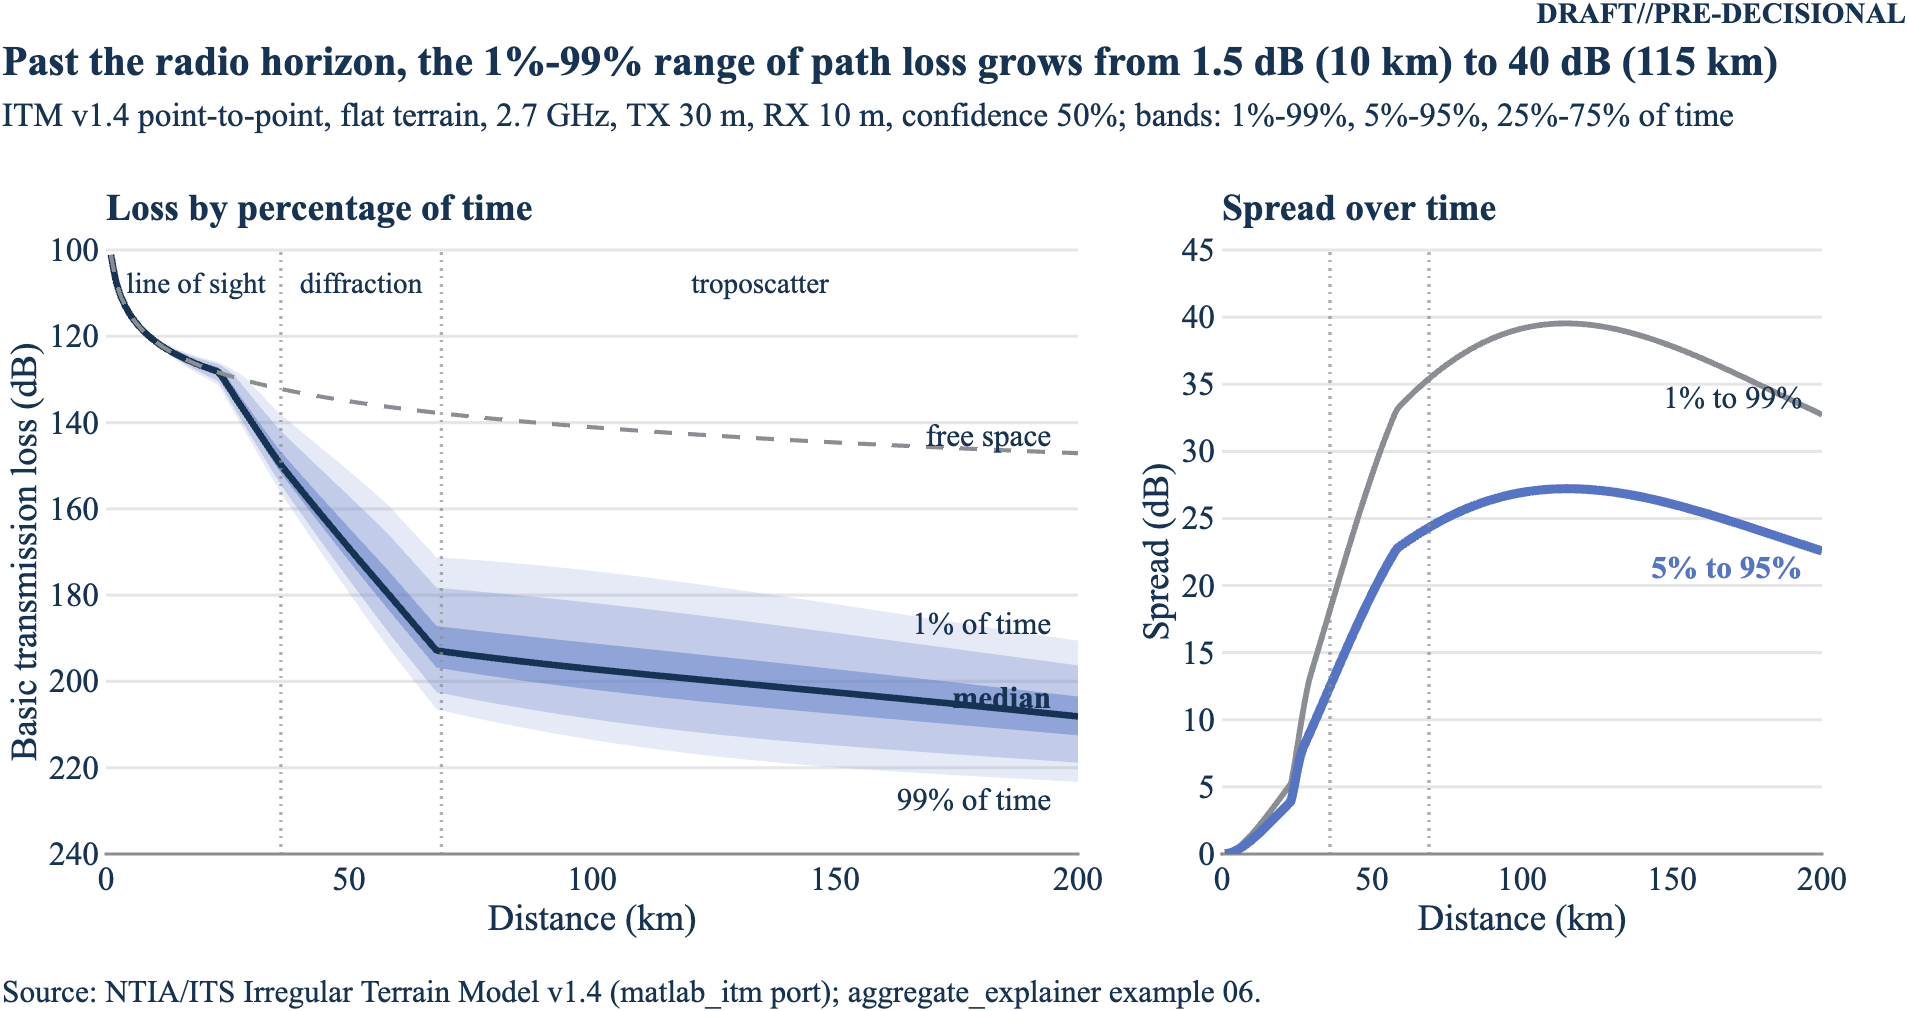 DRAFT//PRE-DECISIONAL
Past the radio horizon, the 1%-99% range of path loss grows from 1.5 dB (10 km) to 40 dB (115 km)
ITM v1.4 point-to-point, flat terrain, 2.7 GHz, TX 30 m, RX 10 m, confidence 50%; bands: 1%-99%, 5%-95%, 25%-75% of time
Loss by percentage of time
Basic transmission loss (dB)
100
120
140
160
180
200
220
240
line of sight
diffraction
troposcatter
free space
1% of time
median
99% of time
0
50
100
150
200
Distance (km)
Spread over time
Spread (dB)
45
40
35
30
25
20
15
10
5
0
1% to 99%
5% to 95%
0
50
100
150
200
Distance (km)
Source: NTIA/ITS Irregular Terrain Model v1.4 (matlab_itm port); aggregate_explainer example 06.